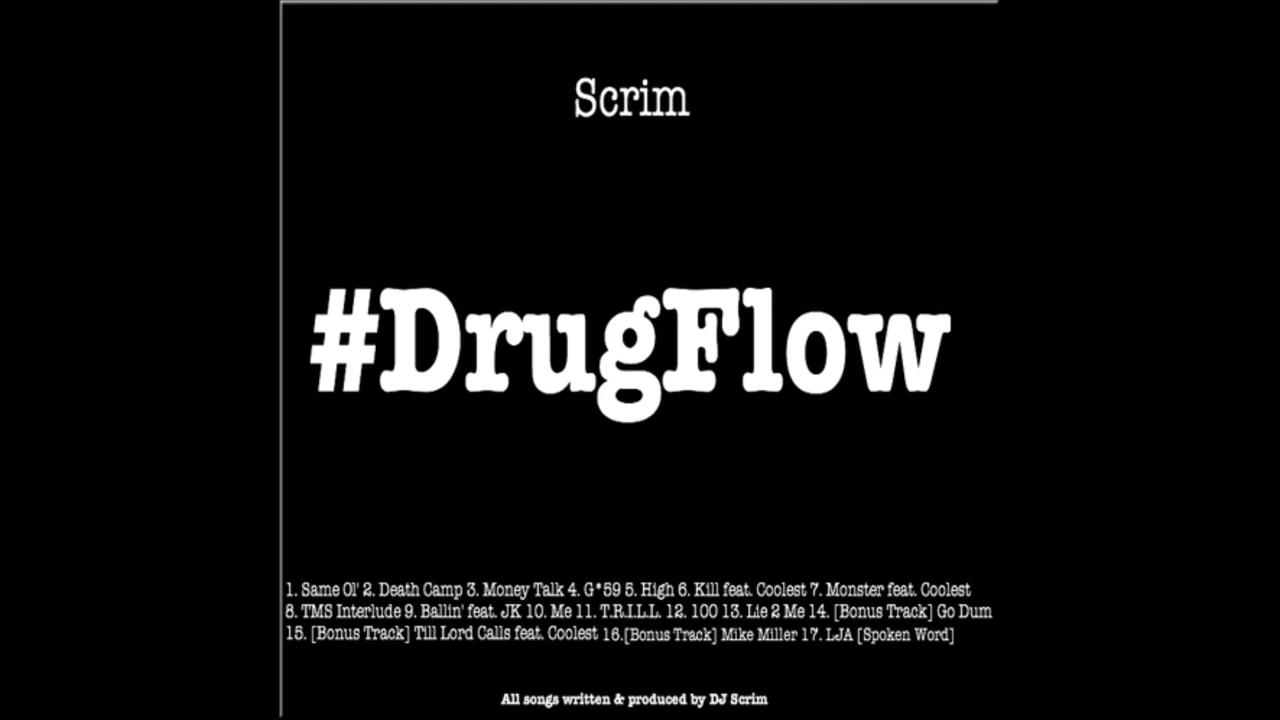 Scrim
#DrugFlow
1. Same Ol' 2. Death Camp 3. Money Talk 4. G*59 5. High 6. Kill feat. Coolest 7. Monster feat. Coolest
8. TMS Interlude 9. Ballin' feat. JK 10. Me 11. T.R.I.L.L. 12. 100 13. Lie 2 Me 14. [Bonus Track] Go Dum
15. [Bonus Track] Till Lord Calls feat. Coolest 16.[Bonus Track] Mike Miller 17. LJA [Spoken Word]
All songs written & produced by DJ Scrim